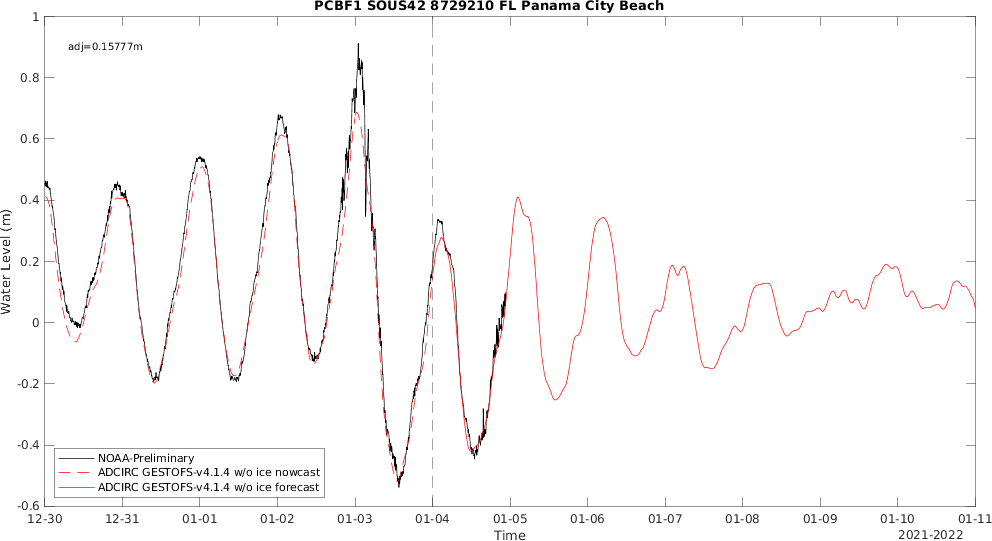 PCBF1 SOUS42 8729210 FL Panama City Beach
adj=0.15777m
Water Level (m)
1
0.8
0.6
0.4
0.2
0
-0.2
-0.4
-0.6
NOAA-Preliminary
ADCIRC GESTOFS-v4.1.4 w/o ice nowcast
ADCIRC GESTOFS-v4.1.4 w/o ice forecast
12-30 12-31 01-01 01-02 01-03 01-04 01-05 01-06 01-07 01-08 01-09 01-10 01-11
Time
2021-2022